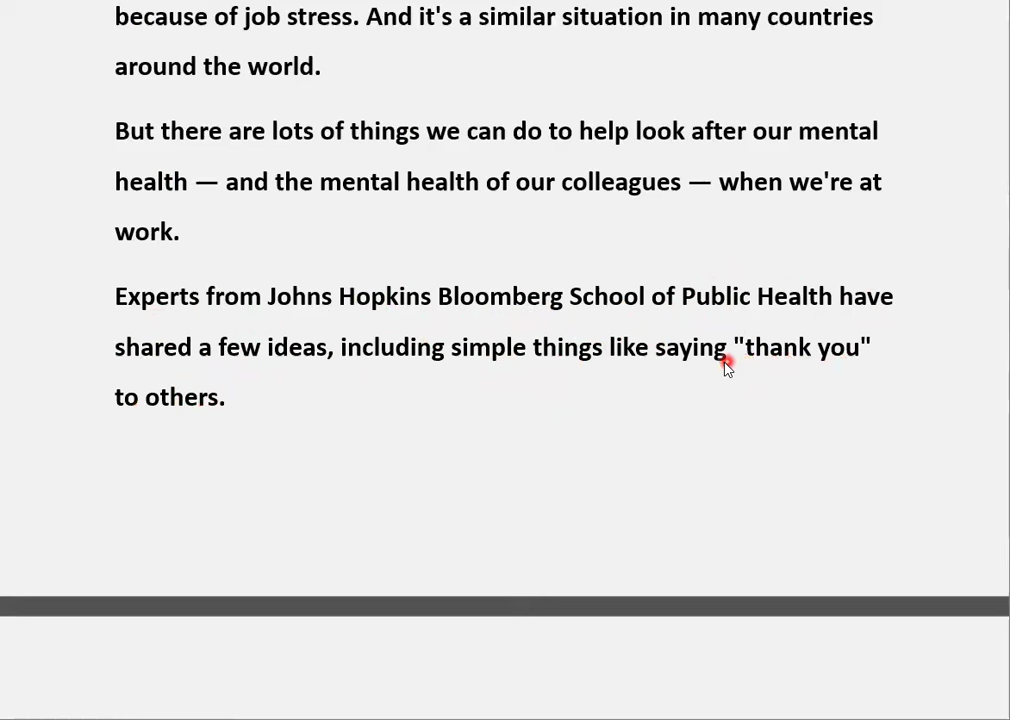 because of job stress. And it's a similar situation in many countries
around the world.
But there are lots of things we can do to help look after our mental
health — and the mental health of our colleagues — when we're at
work.
Experts from Johns Hopkins Bloomberg School of Public Health have
shared a few ideas, including simple things like saying "thank you"
to others.